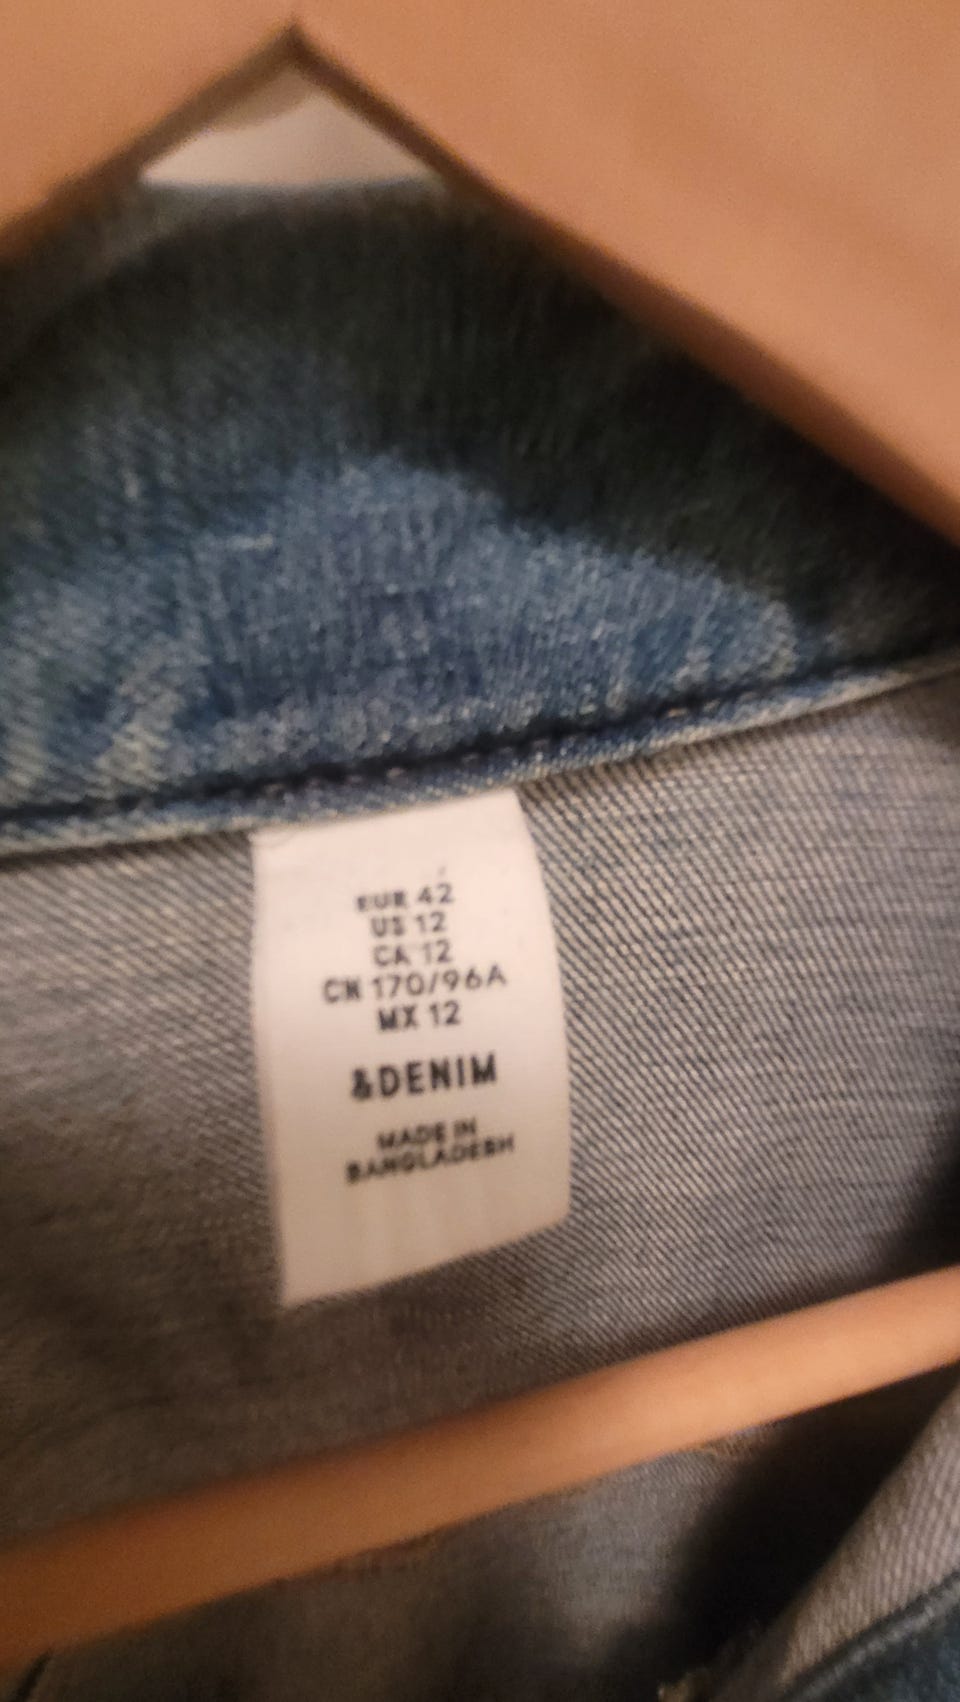 EUR 42
US 12
CA 12
CN 170/96A
MX 12
&DENIM
MADE IN
BANGLADESH